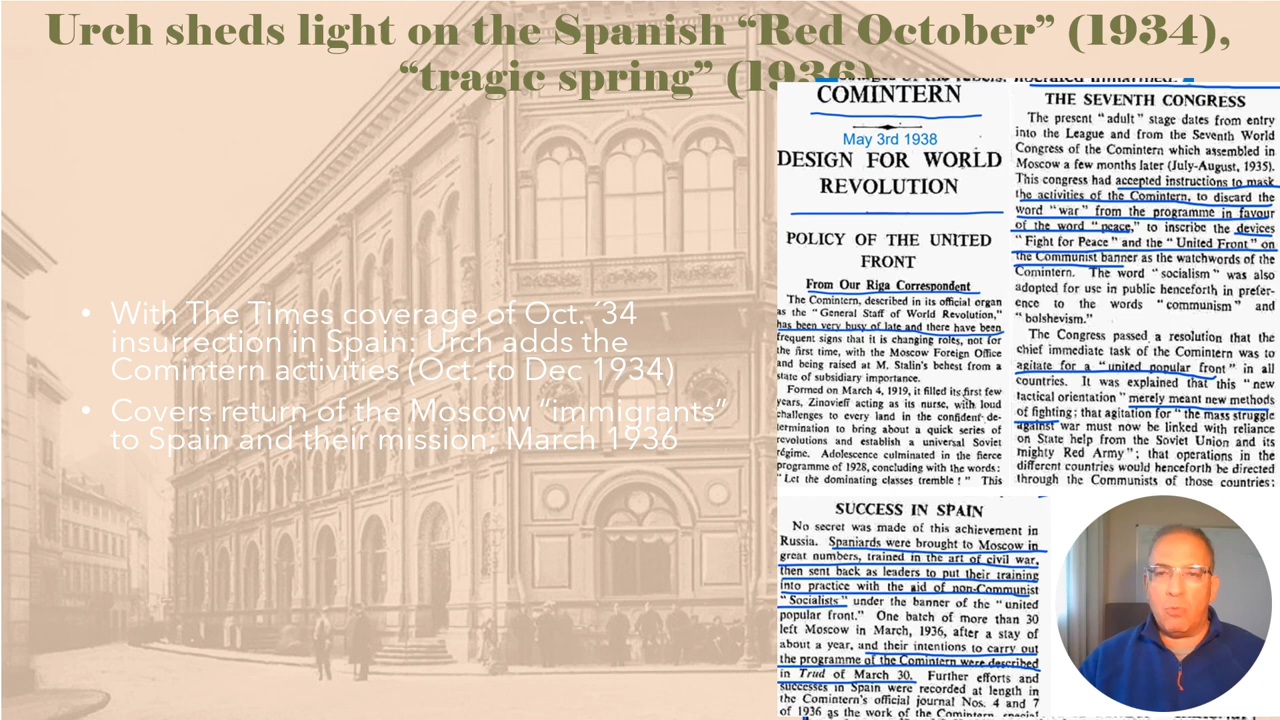 Urch sheds light on the Spanish “Red October” (1934),
“tragic spring” (1936)
• With The Times coverage of Oct. ´34
insurrection in Spain: Urch adds the
Comintern activities (Oct. to Dec 1934)
• Covers return of the Moscow “immigrants”
to Spain and their mission; March 1936
COMINTERN
May 3rd 1938
DESIGN FOR WORLD
REVOLUTION
POLICY OF THE UNITED
FRONT
From Our Riga Correspondent
The Comintern, described in its official organ
as the “General Staff of World Revolution,”
has been very busy of late and there have been
frequent signs that it is changing roles, not for
the first time, with the Moscow Foreign Office
and being raised at M. Stalin's behest from a
state of subsidiary importance.
Formed on March 4, 1919, it filled its first few
years, Zinovieff acting as its nurse, with loud
challenges to every land in the confident de-
termination to bring about a quick series of
revolutions and establish a universal Soviet
régime. Adolescence culminated in the fierce
programme of 1928, concluding with the words:
“Let the dominating classes tremble!” This
THE SEVENTH CONGRESS
The present “adult” stage dates from entry
into the League and from the Seventh World
Congress of the Comintern which assembled in
Moscow a few months later (July-August, 1935).
This congress had accepted instructions to mask
the activities of the Comintern, to discard the
word “war” from the programme in favour
of the word “peace,” to inscribe the devices
“Fight for Peace” and the “United Front” on
the Communist banner as the watchwords of the
Comintern. The word “socialism” was also
adopted for use in public henceforth in prefer-
ence to the words “communism” and
“bolshevism.”
The Congress passed a resolution that the
chief immediate task of the Comintern was to
agitate for a “united popular front” in all
countries. It was explained that this “new
tactical orientation” merely meant new methods
of fighting; that agitation for “the mass struggle
against war must now be linked with reliance
on State help from the Soviet Union and its
mighty Red Army”; that operations in the
different countries would henceforth be directed
through the Communists of those countries;
SUCCESS IN SPAIN
No secret was made of this achievement in
Russia. Spaniards were brought to Moscow in
great numbers, trained in the art of civil war,
then sent back as leaders to put their training
into practice with the aid of non-Communist
“Socialists” under the banner of the “united
popular front.” One batch of more than 30
left Moscow in March, 1936, after a stay of
about a year, and their intentions to carry out
the programme of the Comintern were described
in Trud of March 30. Further efforts and
successes in Spain were recorded at length in
the Comintern's official journal Nos. 4 and 7
of 1936 as the work of the Comintern special